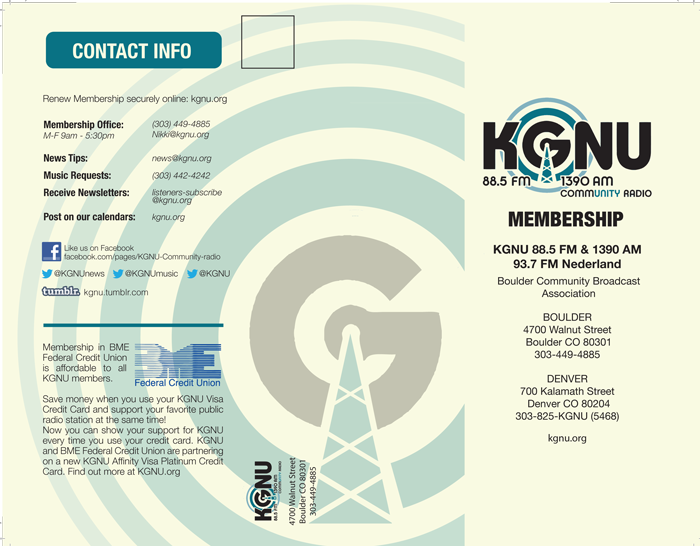 CONTACT INFO
Renew Membership securely online: kgnu.org
Membership Office: (303) 449-4885
M-F 9am - 5:30pm Nikki@kgnu.org
News Tips: news@kgnu.org
Music Requests: (303) 442-4242
Receive Newsletters: listeners-subscribe
@kgnu.org
Post on our calendars: kgnu.org
Like us on Facebook
facebook.com/pages/KGNU-Community-radio
@KGNUnews @KGNUmusic @KGNU
tumblr. kgnu.tumblr.com
Membership in BME
Federal Credit Union
is affordable to all
KGNU members.
BME
Federal Credit Union
Save money when you use your KGNU Visa
Credit Card and support your favorite public
radio station at the same time!
Now you can show your support for KGNU
every time you use your credit card. KGNU
and BME Federal Credit Union are partnering
on a new KGNU Affinity Visa Platinum Credit
Card. Find out more at KGNU.org
G
KGNU
88.5 FM 1390 AM
COMMUNITY RADIO
4700 Walnut Street
Boulder CO 80301
303-449-4885
KGNU
88.5 FM 1390 AM
COMMUNITY RADIO
MEMBERSHIP
KGNU 88.5 FM & 1390 AM
93.7 FM Nederland
Boulder Community Broadcast
Association
BOULDER
4700 Walnut Street
Boulder CO 80301
303-449-4885
DENVER
700 Kalamath Street
Denver CO 80204
303-825-KGNU (5468)
kgnu.org